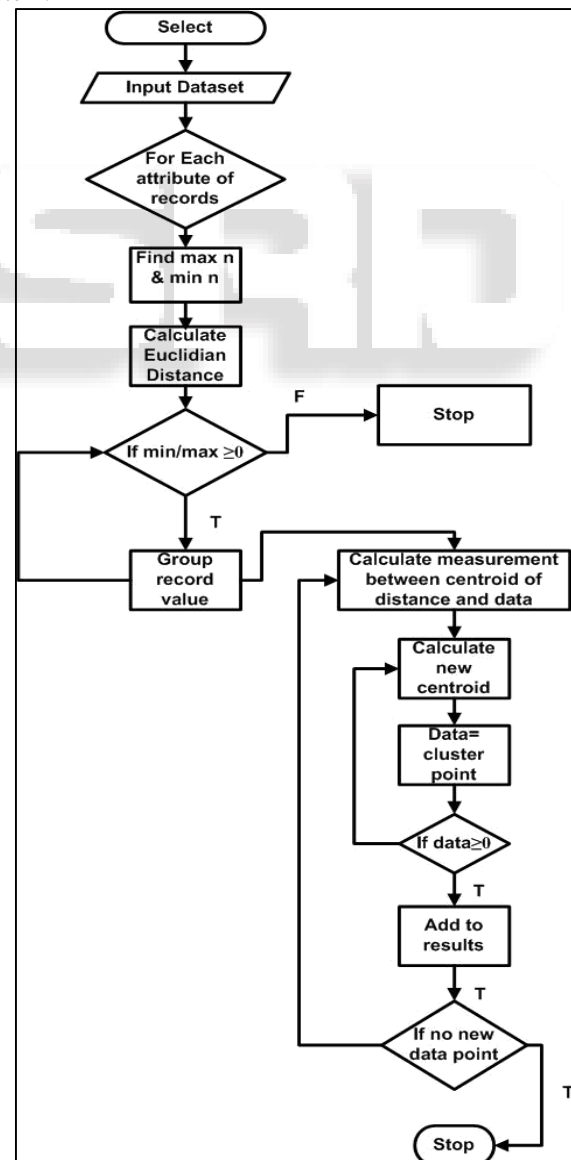 Select
Input Dataset
For Each
attribute of
records
Find max n
& min n
Calculate
Euclidian
Distance
If min/max ≥0
F
Stop
T
Group
record
value
Calculate measurement
between centroid of
distance and data
Calculate
new
centroid
Data=
cluster
point
If data≥0
T
Add to
results
T
If no new
data point
T
Stop